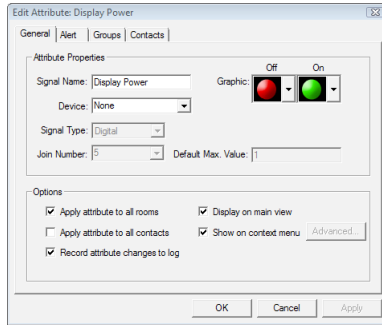 Edit Attribute: Display Power
General Alert Groups Contacts
Attribute Properties
Off On
Signal Name: Display Power Graphic:
Device: None
Signal Type: Digital
Join Number: 5 Default Max. Value: 1
Options
Apply attribute to all rooms Display on main view
Apply attribute to all contacts Show on context menu Advanced...
Record attribute changes to log
OK Cancel Apply